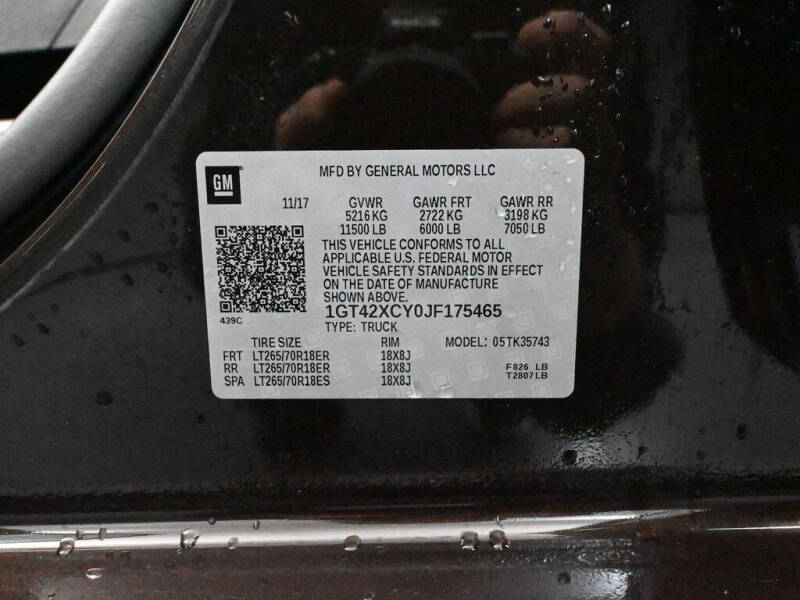 GM
MFD BY GENERAL MOTORS LLC
11/17 GVWR GAWR FRT GAWR RR
5216 KG 2722 KG 3198 KG
11500 LB 6000 LB 7050 LB
THIS VEHICLE CONFORMS TO ALL
APPLICABLE U.S. FEDERAL MOTOR
VEHICLE SAFETY STANDARDS IN EFFECT
ON THE DATE OF MANUFACTURE
SHOWN ABOVE.
439C
1GT42XCY0JF175465
TYPE: TRUCK
TIRE SIZE RIM MODEL: 05TK35743
FRT LT265/70R18ER 18X8J
RR LT265/70R18ER 18X8J F826 LB
SPA LT265/70R18ES 18X8J T2807LB